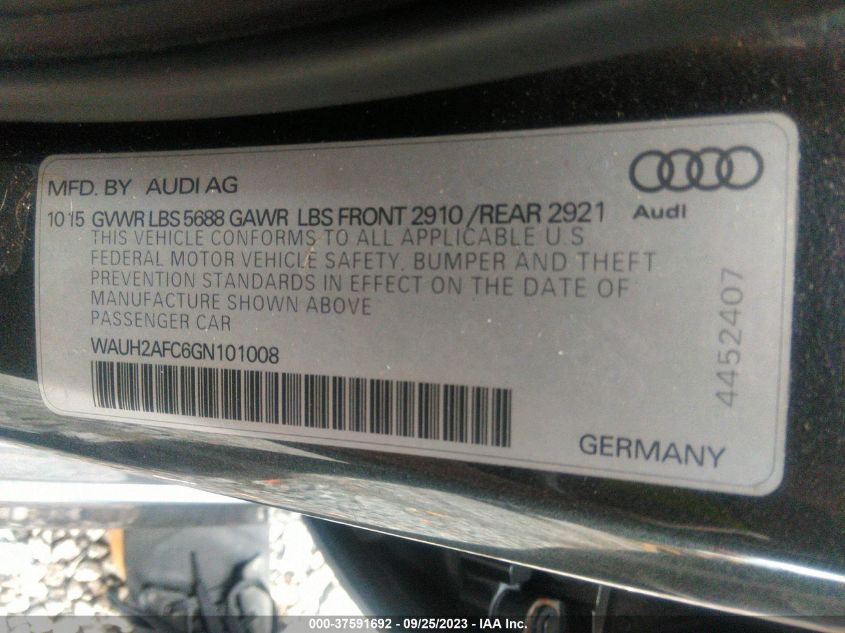 MFD. BY AUDI AG
Audi
10 15 GVWR LBS 5688 GAWR LBS FRONT 2910 /REAR 2921
THIS VEHICLE CONFORMS TO ALL APPLICABLE U.S
FEDERAL MOTOR VEHICLE SAFETY, BUMPER AND THEFT
PREVENTION STANDARDS IN EFFECT ON THE DATE OF
MANUFACTURE SHOWN ABOVE
PASSENGER CAR
WAUH2AFC6GN101008
4452407
GERMANY
000-37591692 - 09/25/2023 - IAA Inc.